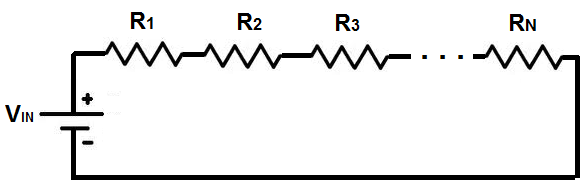 R1 R2 R3 RN
+
VIN
-